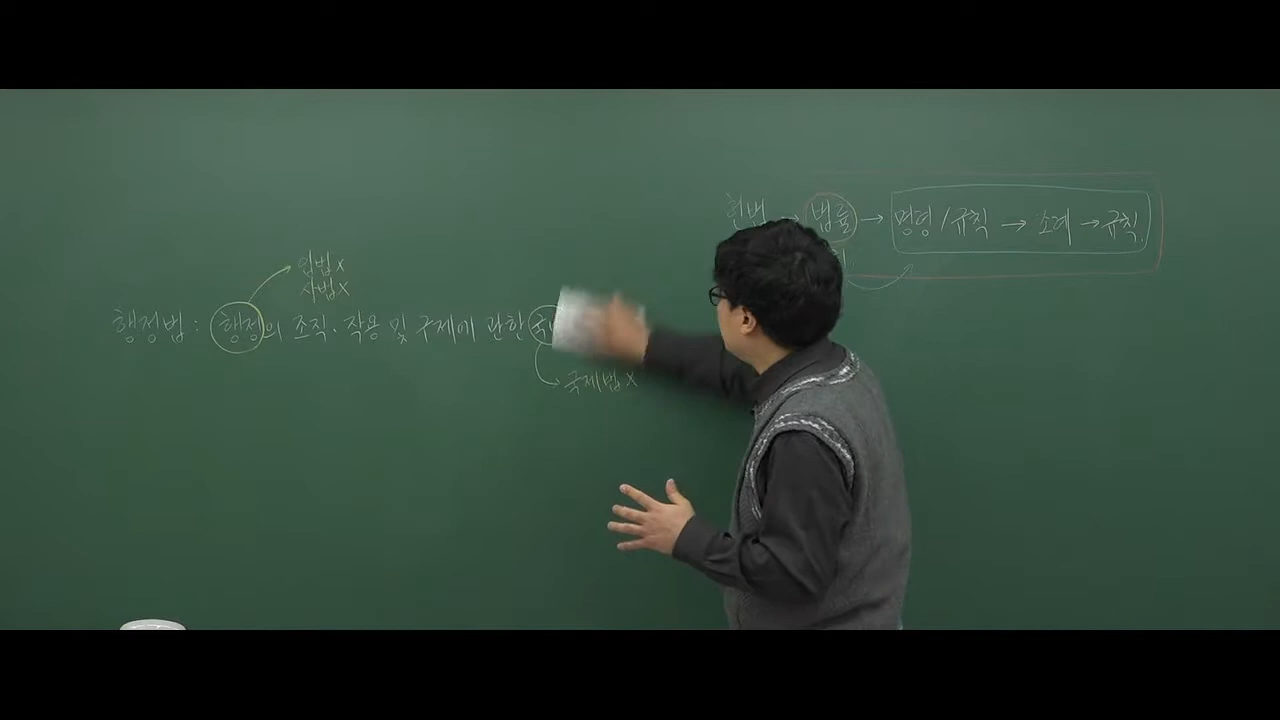 헌법 → 법률 → 명령/규칙 → 조례 → 규칙
입법 x
사법 x
행정법 : 행정의 조직·작용 및 구제에 관한
국제법 x